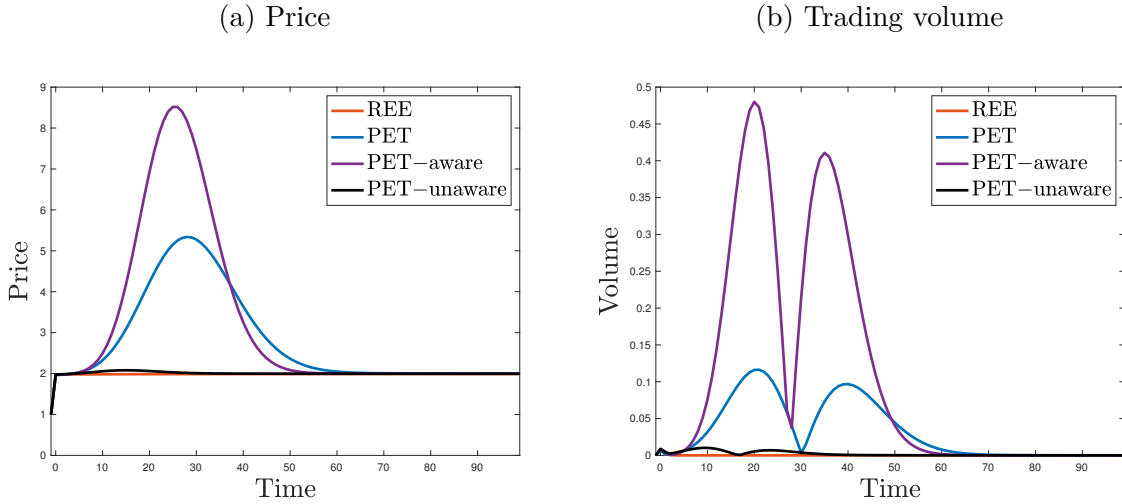 (a) Price
9
8
7
6
5
4
3
2
1
0
0 10 20 30 40 50 60 70 80 90
Price
Time
REE
PET
PET−aware
PET−unaware
(b) Trading volume
0.5
0.45
0.4
0.35
0.3
0.25
0.2
0.15
0.1
0.05
0
0 10 20 30 40 50 60 70 80 90
Volume
Time
REE
PET
PET−aware
PET−unaware